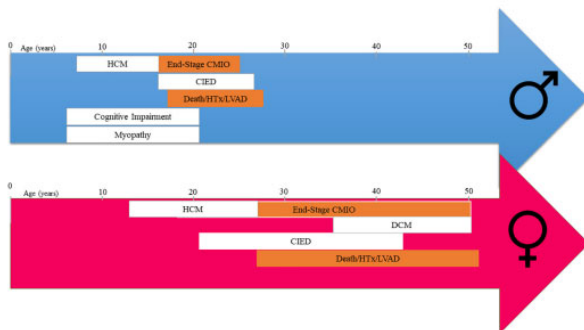 0 10 20 30 40 50
Age (years)
HCM End-Stage CMIO
CIED
Death/HTx/LVAD
Cognitive Impairment
Myopathy
0 10 20 30 40 50
Age (years)
HCM End-Stage CMIO
DCM
CIED
Death/HTx/LVAD